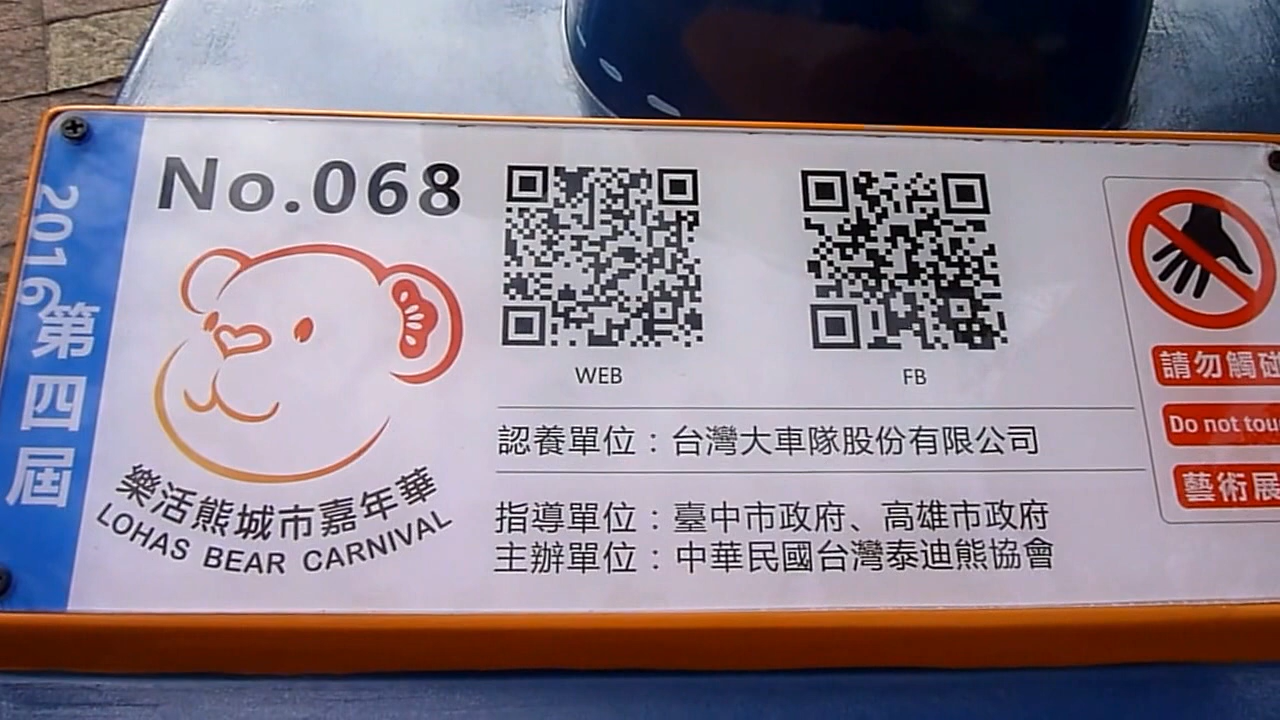 2016第四屆
No.068
樂活熊城市嘉年華
LOHAS BEAR CARNIVAL
WEB
FB
認養單位：台灣大車隊股份有限公司
指導單位：臺中市政府、高雄市政府
主辦單位：中華民國台灣泰迪熊協會
請勿觸碰
Do not tou
藝術展